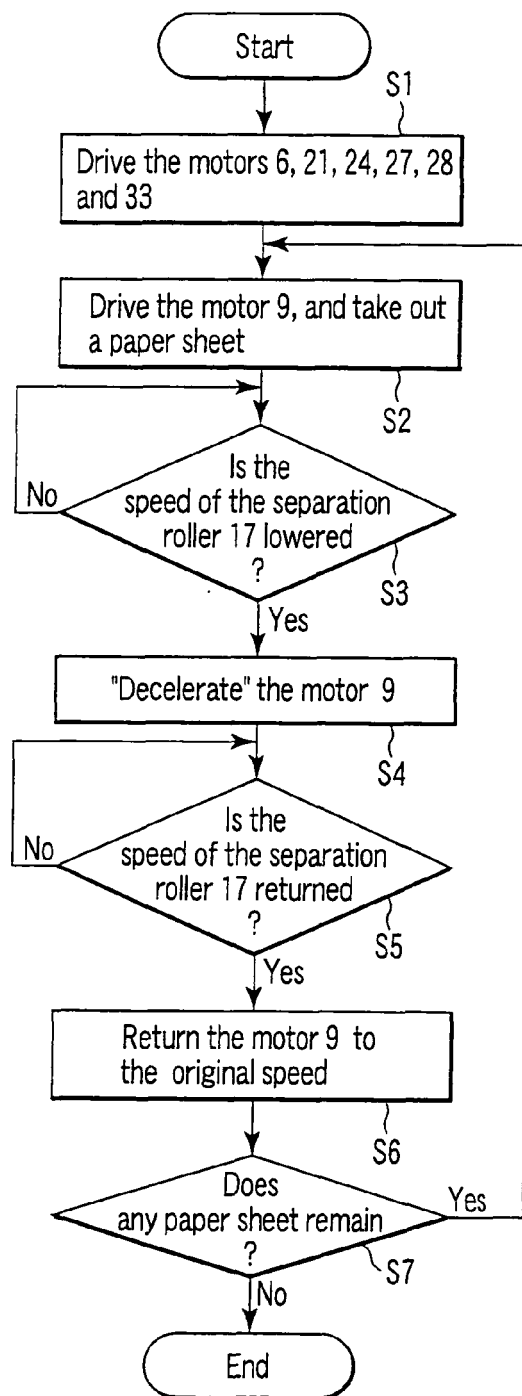 Start
S1
Drive the motors 6, 21, 24, 27, 28
and 33
Drive the motor 9, and take out
a paper sheet
S2
Is the
speed of the separation
roller 17 lowered
?
No
S3
Yes
"Decelerate" the motor 9
S4
Is the
speed of the separation
roller 17 returned
?
No
S5
Yes
Return the motor 9 to
the original speed
S6
Does
any paper sheet remain
?
Yes
S7
No
End